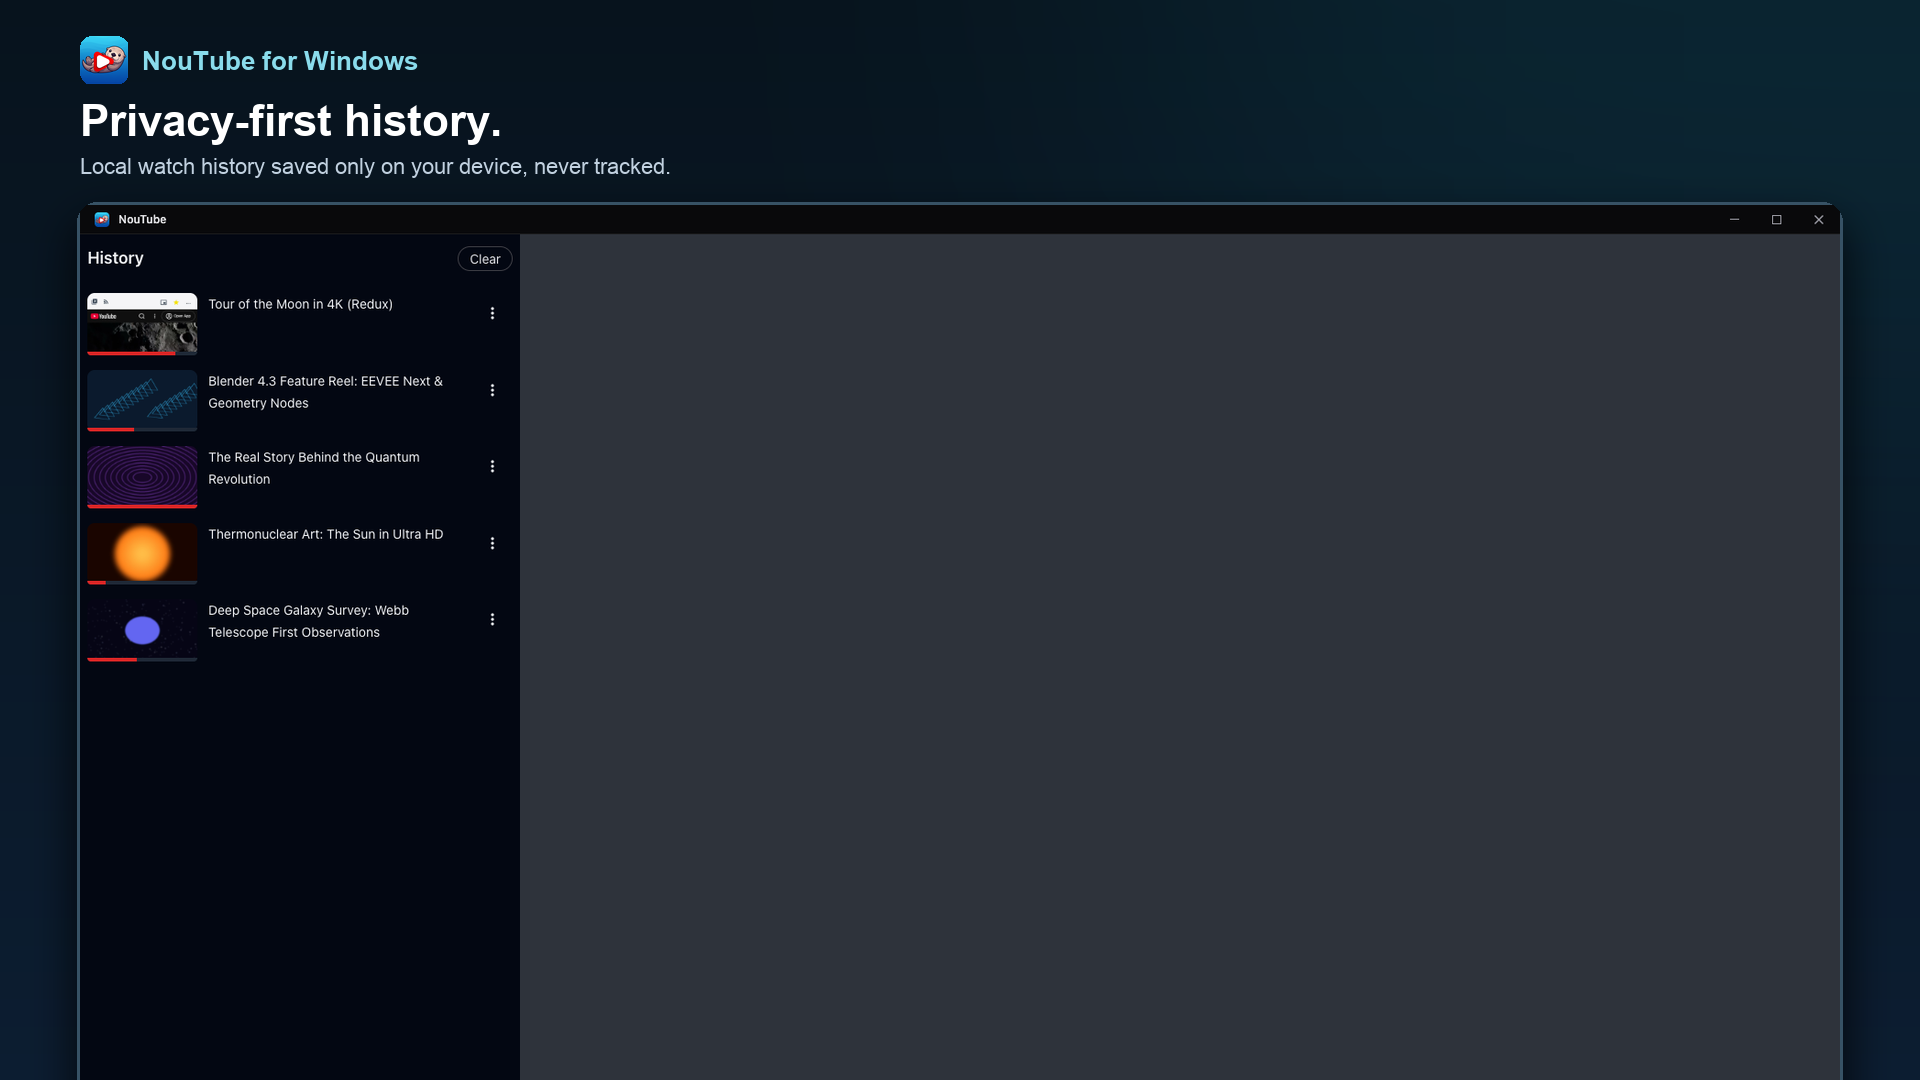 NouTube for Windows
Privacy-first history.
Local watch history saved only on your device, never tracked.
NouTube
History
Clear
YouTube
Open App
Tour of the Moon in 4K (Redux)
Blender 4.3 Feature Reel: EEVEE Next &
Geometry Nodes
The Real Story Behind the Quantum
Revolution
Thermonuclear Art: The Sun in Ultra HD
Deep Space Galaxy Survey: Webb
Telescope First Observations